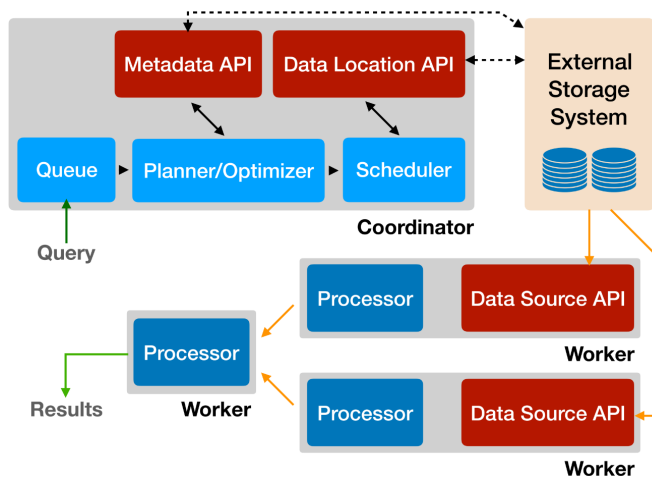 Metadata API
Data Location API
External
Storage
System
Queue
Planner/Optimizer
Scheduler
Coordinator
Query
Processor
Data Source API
Worker
Processor
Results
Worker
Processor
Data Source API
Worker